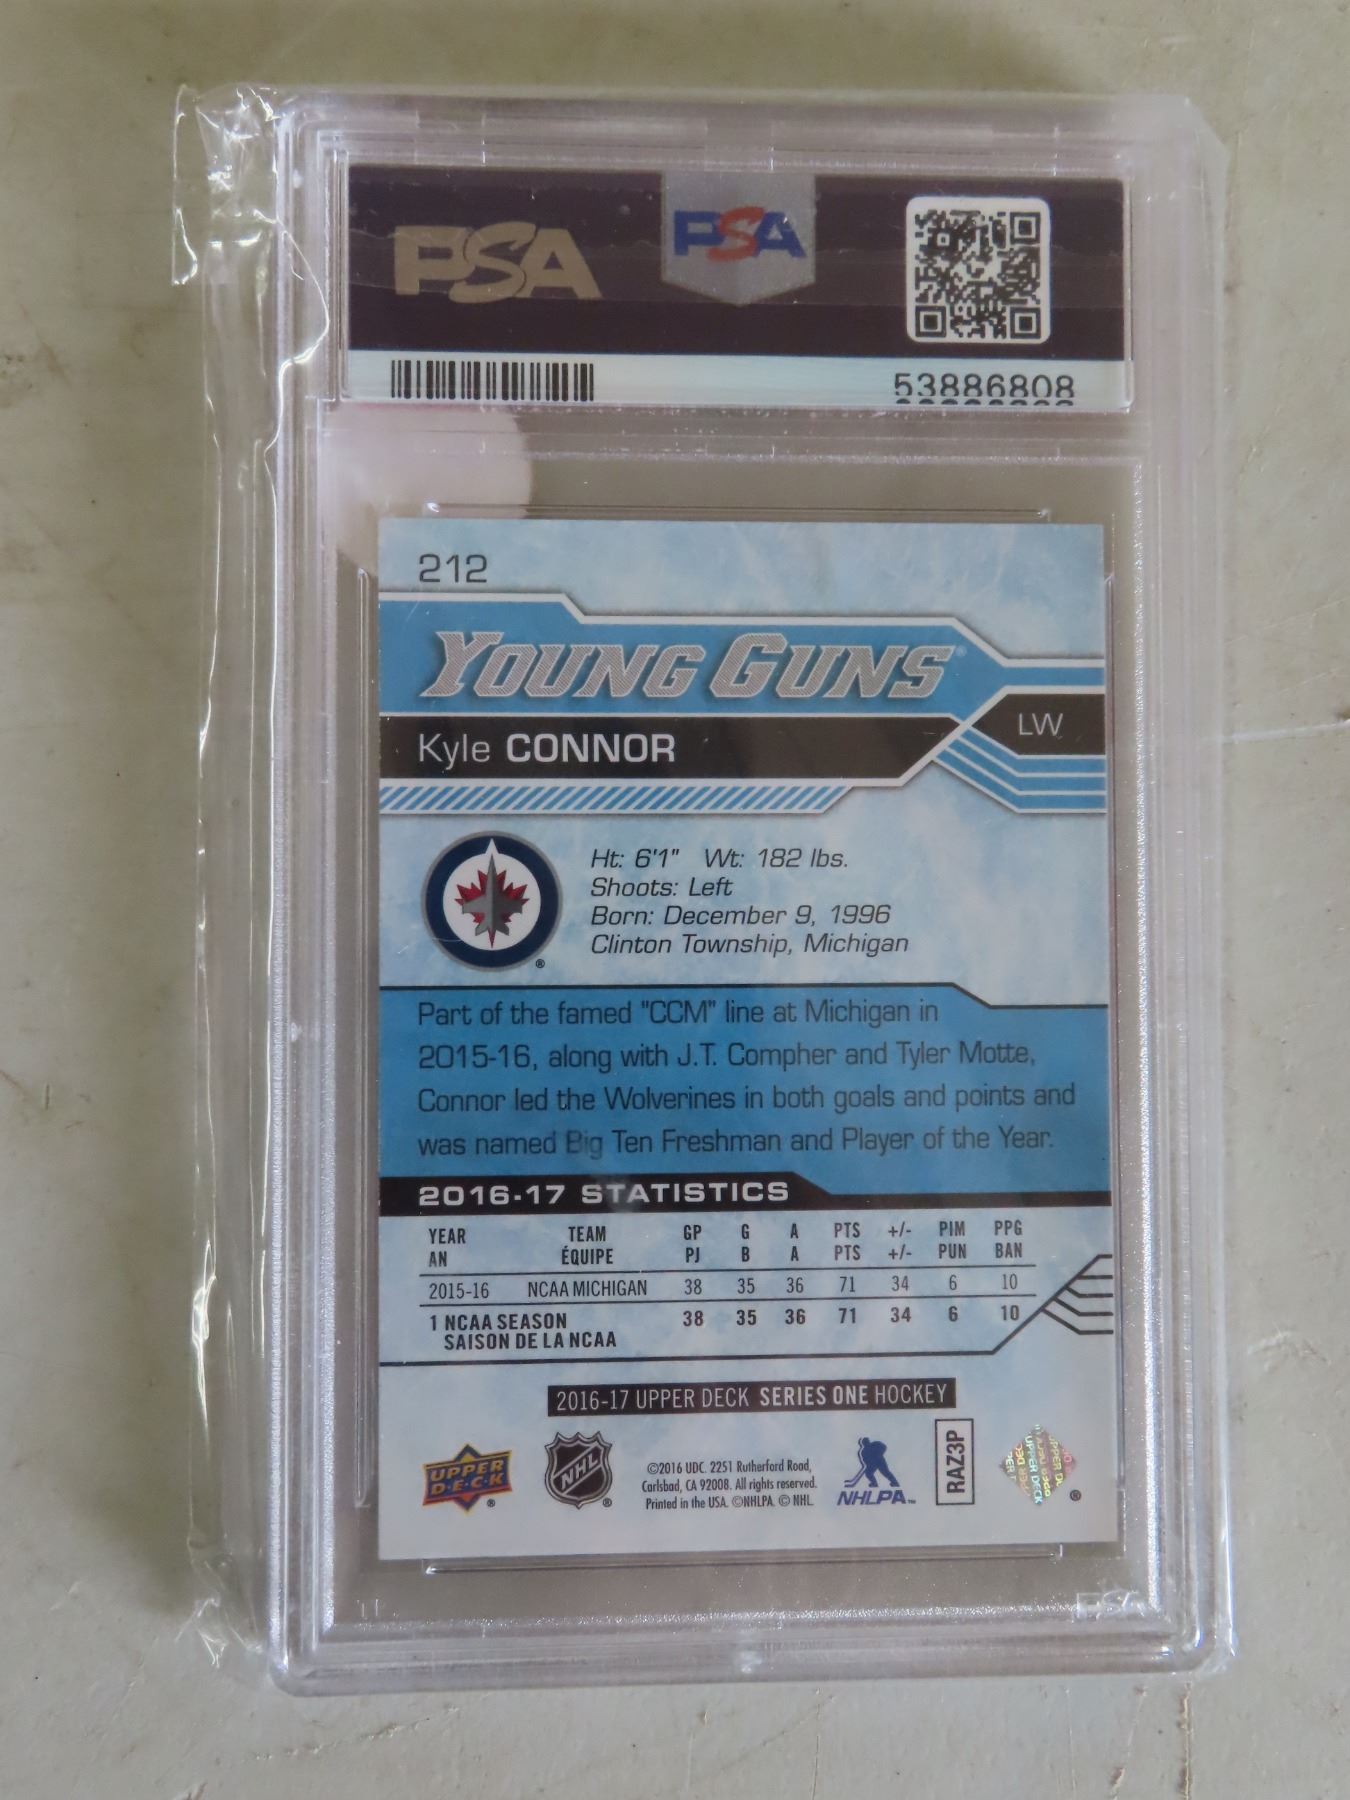 PSA
PSA
53886808
212
YOUNG GUNS®
Kyle CONNOR
LW
Ht: 6'1" Wt: 182 lbs.
Shoots: Left
Born: December 9, 1996
Clinton Township, Michigan
®
Part of the famed "CCM" line at Michigan in
2015-16, along with J.T. Compher and Tyler Motte,
Connor led the Wolverines in both goals and points and
was named Big Ten Freshman and Player of the Year.
2016-17 STATISTICS
YEAR TEAM GP G A PTS +/- PIM PPG
AN ÉQUIPE PJ B A PTS +/- PUN BAN
2015-16 NCAA MICHIGAN 38 35 36 71 34 6 10
1 NCAA SEASON 38 35 36 71 34 6 10
SAISON DE LA NCAA
2016-17 UPPER DECK SERIES ONE HOCKEY
UPPER
D·E·C·K
®
NHL
®
©2016 UDC. 2251 Rutherford Road,
Carlsbad, CA 92008. All rights reserved.
Printed in the USA. ©NHLPA. © NHL.
NHLPA™
RAZ3P
UPPER DECK
®
PSA